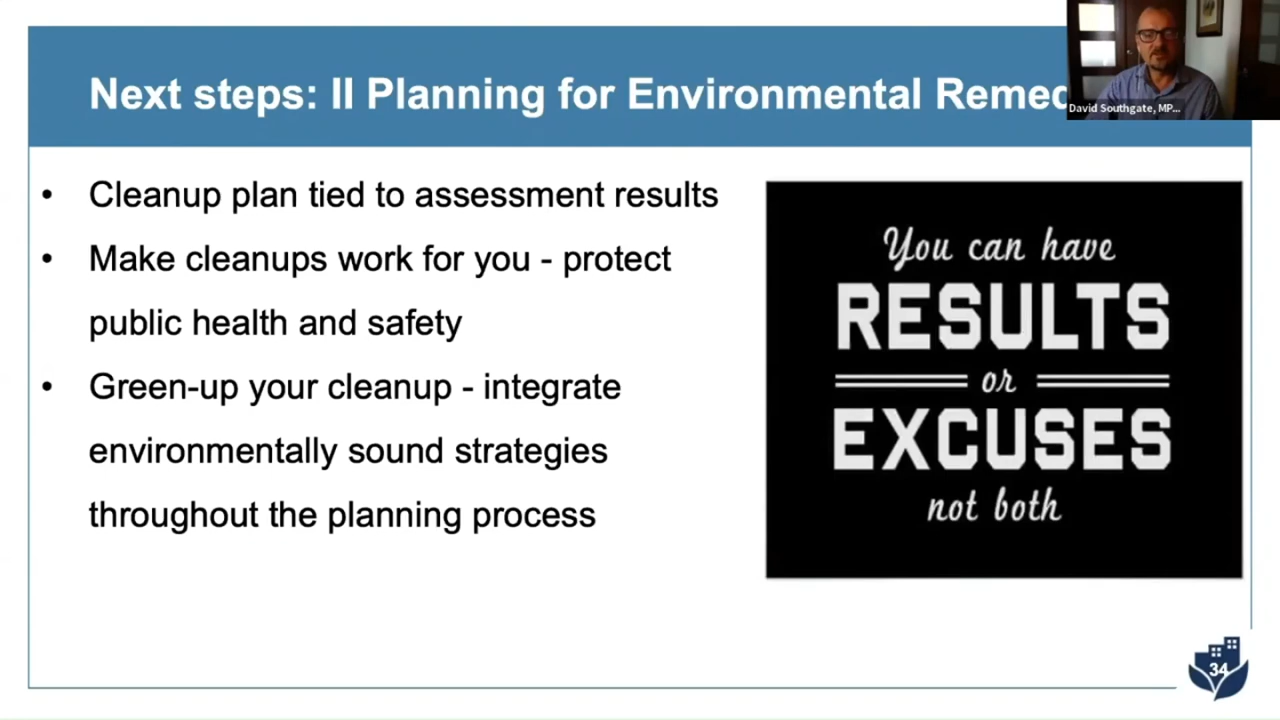 Next steps: II Planning for Environmental Remed
David Southgate, MP...
• Cleanup plan tied to assessment results
• Make cleanups work for you - protect
public health and safety
• Green-up your cleanup - integrate
environmentally sound strategies
throughout the planning process
You can have
RESULTS
or
EXCUSES
not both
34